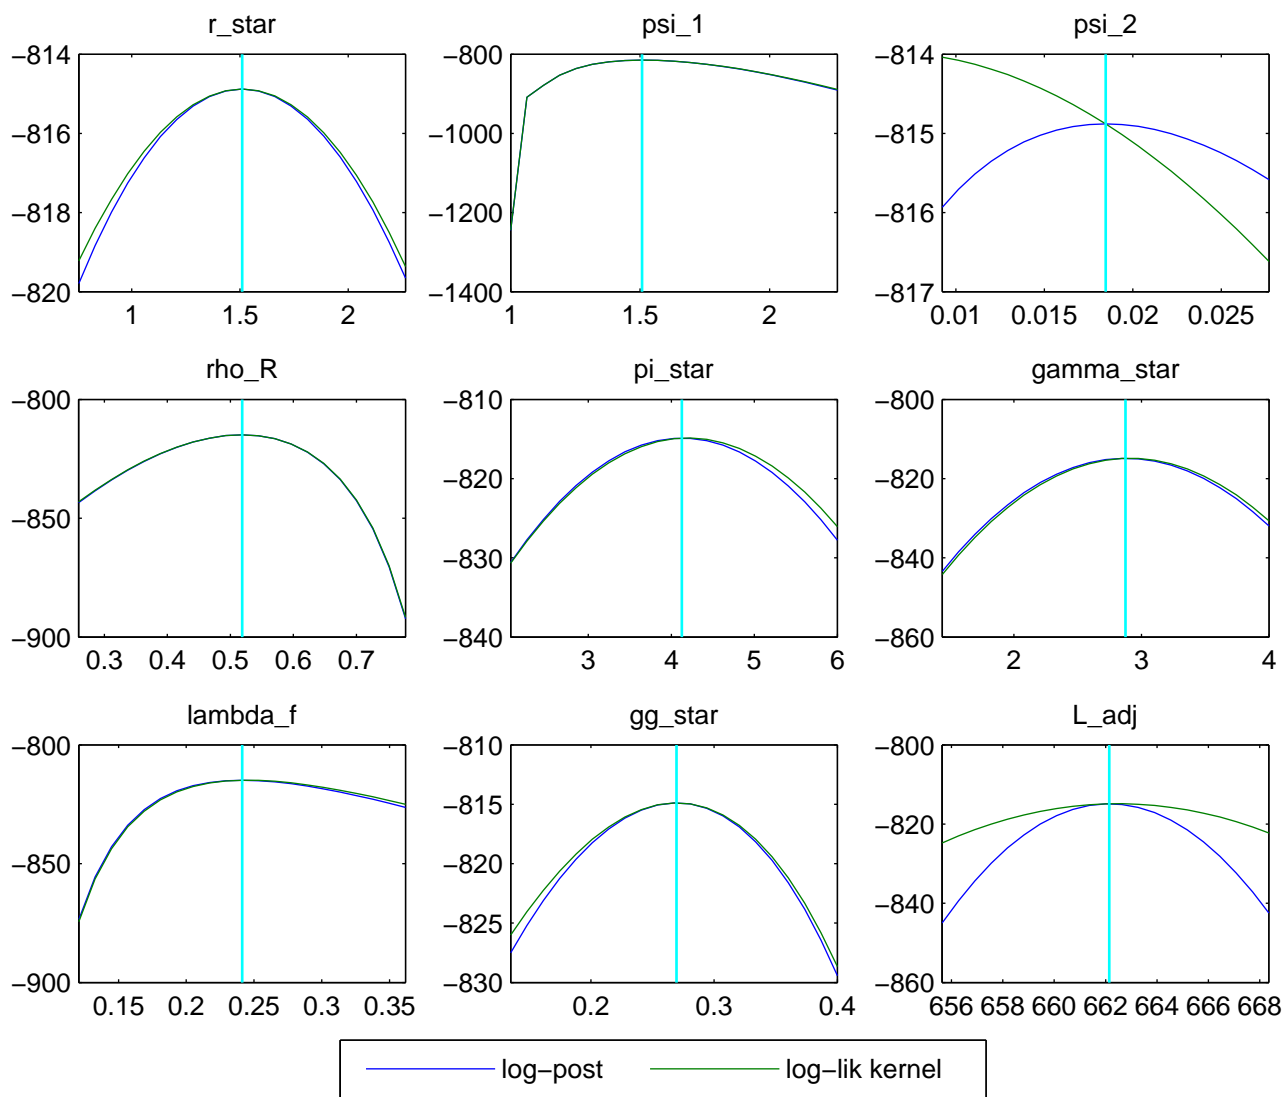 r_star psi_1 psi_2
−814 −800 −814
−816 −1000 −815
−818 −1200 −816
−820 −1400 −817
1 1.5 2 1 1.5 2 0.01 0.015 0.02 0.025
rho_R pi_star gamma_star
−800 −810 −800
−820 −820
−850
−830 −840
−900 −840 −860
0.3 0.4 0.5 0.6 0.7 3 4 5 6 2 3 4
lambda_f gg_star L_adj
−800 −810 −800
−815 −820
−850 −820
−825 −840
−900 −830 −860
0.15 0.2 0.25 0.3 0.35 0.2 0.3 0.4 656 658 660 662 664 666 668
log−post log−lik kernel